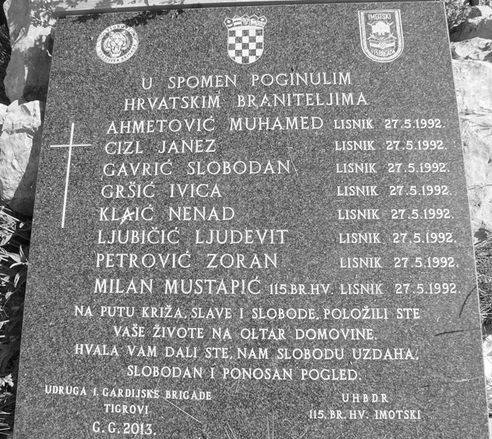 IMOTSKI
U SPOMEN POGINULIM
HRVATSKIM BRANITELJIMA
AHMETOVIĆ MUHAMED LISNIK 27.5.1992.
CIZL JANEZ LISNIK 27.5.1992.
GAVRIĆ SLOBODAN LISNIK 27.5.1992.
GRŠIĆ IVICA LISNIK 27.5.1992.
KLAIĆ NENAD LISNIK 27.5.1992.
LJUBIČIĆ LJUDEVIT LISNIK 27.5.1992.
PETROVIĆ ZORAN LISNIK 27.5.1992.
MILAN MUSTAPIĆ 115.BR.HV. LISNIK 27.5.1992.
NA PUTU KRIŽA, SLAVE I SLOBODE, POLOŽILI STE
VAŠE ŽIVOTE NA OLTAR DOMOVINE.
HVALA VAM DALI STE, NAM SLOBODU UZDAHA,
SLOBODAN I PONOSAN POGLED.
UDRUGA 1. GARDIJSKE BRIGADE
TIGROVI
G.G. 2013.
UHBDR
115. BR. HV. IMOTSKI